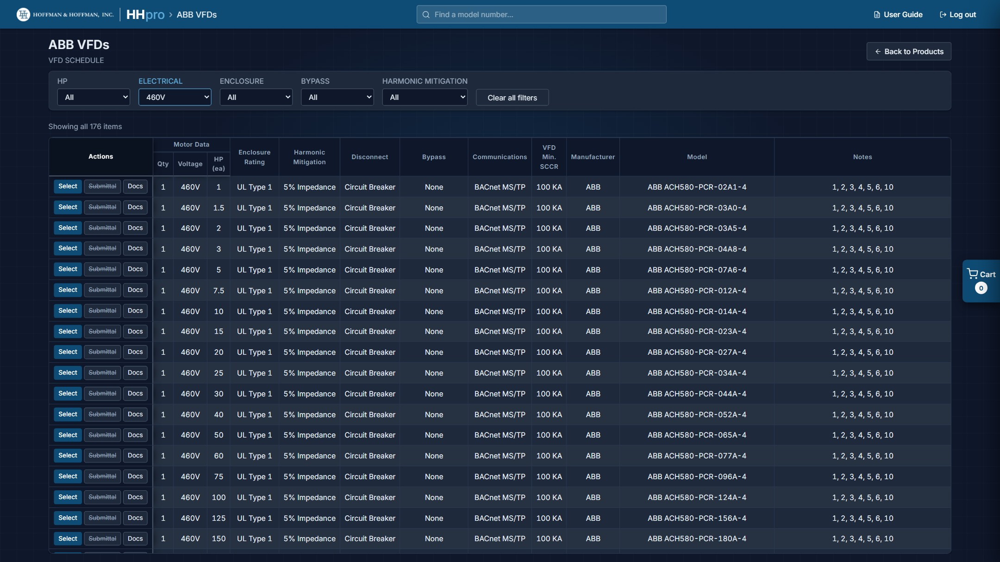 HOFFMAN & HOFFMAN, INC. HHpro › ABB VFDs
Find a model number...
User Guide
Log out
ABB VFDs
VFD SCHEDULE
Back to Products
HP ELECTRICAL ENCLOSURE BYPASS HARMONIC MITIGATION
All 460V All All All Clear all filters
Showing all 176 items
Actions Motor Data Qty Voltage HP (ea) Enclosure Rating Harmonic Mitigation Disconnect Bypass Communications VFD Min. SCCR Manufacturer Model Notes
Select Submittal Docs 1 460V 1 UL Type 1 5% Impedance Circuit Breaker None BACnet MS/TP 100 KA ABB ABB ACH580-PCR-02A1-4 1, 2, 3, 4, 5, 6, 10
Select Submittal Docs 1 460V 1.5 UL Type 1 5% Impedance Circuit Breaker None BACnet MS/TP 100 KA ABB ABB ACH580-PCR-03A0-4 1, 2, 3, 4, 5, 6, 10
Select Submittal Docs 1 460V 2 UL Type 1 5% Impedance Circuit Breaker None BACnet MS/TP 100 KA ABB ABB ACH580-PCR-03A5-4 1, 2, 3, 4, 5, 6, 10
Select Submittal Docs 1 460V 3 UL Type 1 5% Impedance Circuit Breaker None BACnet MS/TP 100 KA ABB ABB ACH580-PCR-04A8-4 1, 2, 3, 4, 5, 6, 10
Select Submittal Docs 1 460V 5 UL Type 1 5% Impedance Circuit Breaker None BACnet MS/TP 100 KA ABB ABB ACH580-PCR-07A6-4 1, 2, 3, 4, 5, 6, 10
Select Submittal Docs 1 460V 7.5 UL Type 1 5% Impedance Circuit Breaker None BACnet MS/TP 100 KA ABB ABB ACH580-PCR-012A-4 1, 2, 3, 4, 5, 6, 10
Select Submittal Docs 1 460V 10 UL Type 1 5% Impedance Circuit Breaker None BACnet MS/TP 100 KA ABB ABB ACH580-PCR-014A-4 1, 2, 3, 4, 5, 6, 10
Select Submittal Docs 1 460V 15 UL Type 1 5% Impedance Circuit Breaker None BACnet MS/TP 100 KA ABB ABB ACH580-PCR-023A-4 1, 2, 3, 4, 5, 6, 10
Select Submittal Docs 1 460V 20 UL Type 1 5% Impedance Circuit Breaker None BACnet MS/TP 100 KA ABB ABB ACH580-PCR-027A-4 1, 2, 3, 4, 5, 6, 10
Select Submittal Docs 1 460V 25 UL Type 1 5% Impedance Circuit Breaker None BACnet MS/TP 100 KA ABB ABB ACH580-PCR-034A-4 1, 2, 3, 4, 5, 6, 10
Select Submittal Docs 1 460V 30 UL Type 1 5% Impedance Circuit Breaker None BACnet MS/TP 100 KA ABB ABB ACH580-PCR-044A-4 1, 2, 3, 4, 5, 6, 10
Select Submittal Docs 1 460V 40 UL Type 1 5% Impedance Circuit Breaker None BACnet MS/TP 100 KA ABB ABB ACH580-PCR-052A-4 1, 2, 3, 4, 5, 6, 10
Select Submittal Docs 1 460V 50 UL Type 1 5% Impedance Circuit Breaker None BACnet MS/TP 100 KA ABB ABB ACH580-PCR-065A-4 1, 2, 3, 4, 5, 6, 10
Select Submittal Docs 1 460V 60 UL Type 1 5% Impedance Circuit Breaker None BACnet MS/TP 100 KA ABB ABB ACH580-PCR-077A-4 1, 2, 3, 4, 5, 6, 10
Select Submittal Docs 1 460V 75 UL Type 1 5% Impedance Circuit Breaker None BACnet MS/TP 100 KA ABB ABB ACH580-PCR-096A-4 1, 2, 3, 4, 5, 6, 10
Select Submittal Docs 1 460V 100 UL Type 1 5% Impedance Circuit Breaker None BACnet MS/TP 100 KA ABB ABB ACH580-PCR-124A-4 1, 2, 3, 4, 5, 6, 10
Select Submittal Docs 1 460V 125 UL Type 1 5% Impedance Circuit Breaker None BACnet MS/TP 100 KA ABB ABB ACH580-PCR-156A-4 1, 2, 3, 4, 5, 6, 10
Select Submittal Docs 1 460V 150 UL Type 1 5% Impedance Circuit Breaker None BACnet MS/TP 100 KA ABB ABB ACH580-PCR-180A-4 1, 2, 3, 4, 5, 6, 10
Cart
0